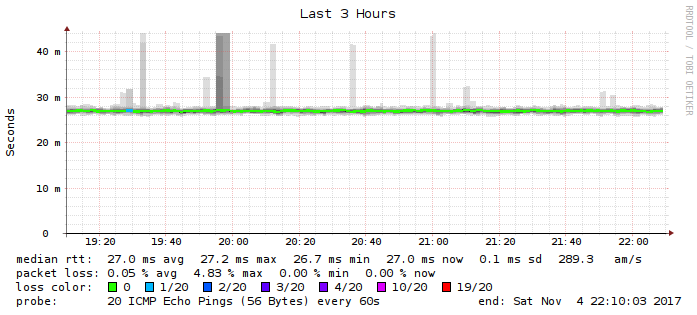 Last 3 Hours
RRDTOOL / TOBI OETIKER
Seconds
40 m
30 m
20 m
10 m
0
19:20 19:40 20:00 20:20 20:40 21:00 21:20 21:40 22:00
median rtt: 27.0 ms avg 27.2 ms max 26.7 ms min 27.0 ms now 0.1 ms sd 289.3 am/s
packet loss: 0.05 % avg 4.83 % max 0.00 % min 0.00 % now
loss color: 0 1/20 2/20 3/20 4/20 10/20 19/20
probe: 20 ICMP Echo Pings (56 Bytes) every 60s end: Sat Nov 4 22:10:03 2017